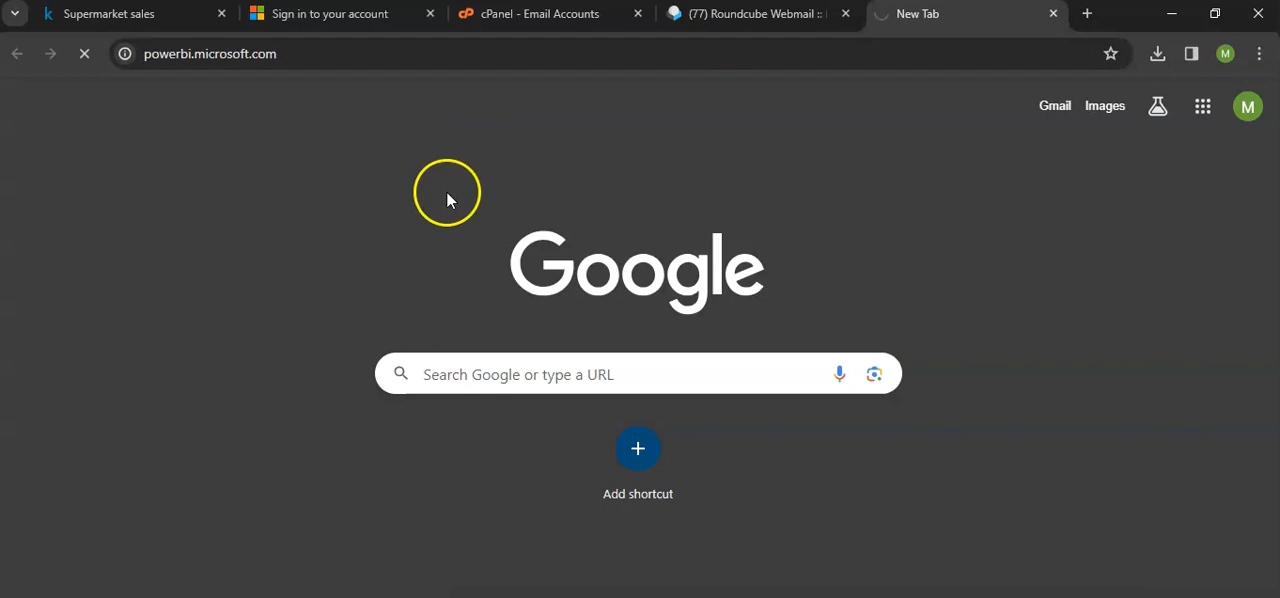 Supermarket sales
Sign in to your account
cP cPanel - Email Accounts
(77) Roundcube Webmail ::
New Tab
powerbi.microsoft.com
M
Gmail Images
M
Google
Search Google or type a URL
Add shortcut